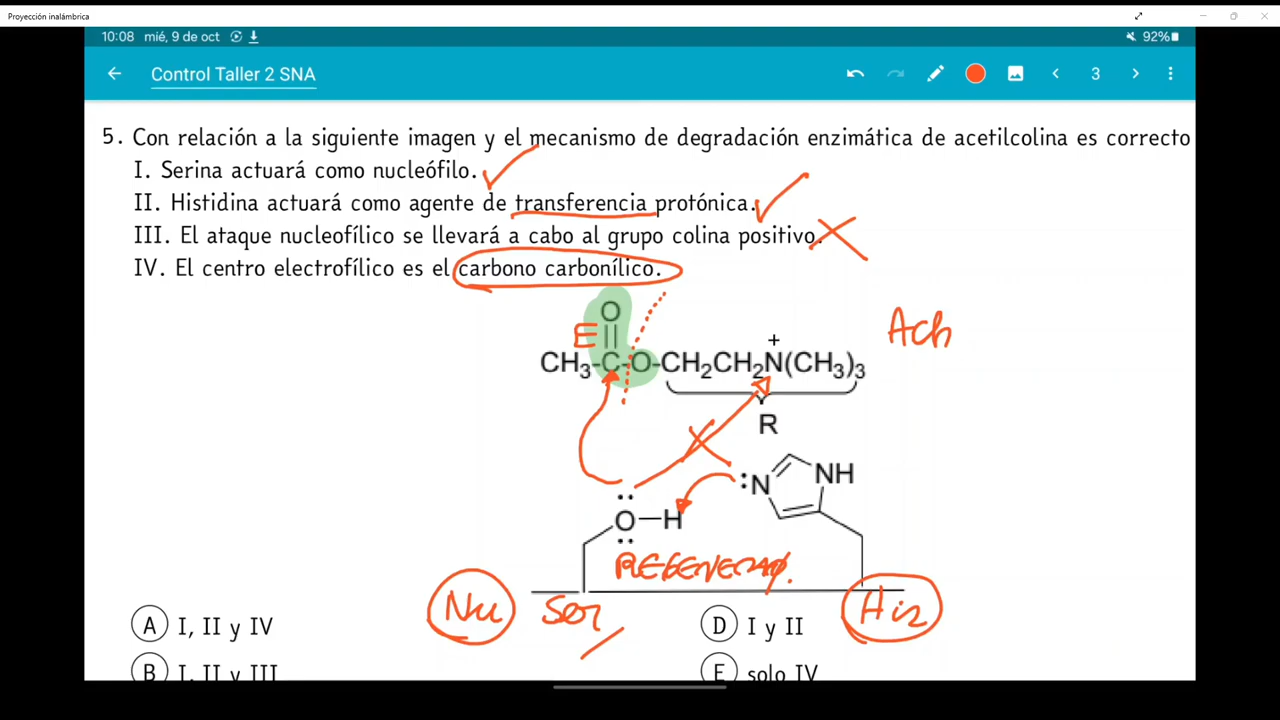 Proyección inalámbrica
10:08 mié, 9 de oct 92%
Control Taller 2 SNA 3
5. Con relación a la siguiente imagen y el mecanismo de degradación enzimática de acetilcolina es correcto
I. Serina actuará como nucleófilo.
II. Histidina actuará como agente de transferencia protónica.
III. El ataque nucleofílico se llevará a cabo al grupo colina positivo.
IV. El centro electrofílico es el carbono carbonílico.
O
E
Ach
+
CH3-C-O-CH2CH2N(CH3)3
R
:N NH
O-H
Nu Ser His
A I, II y IV
D I y II
B I, II y III
E solo IV